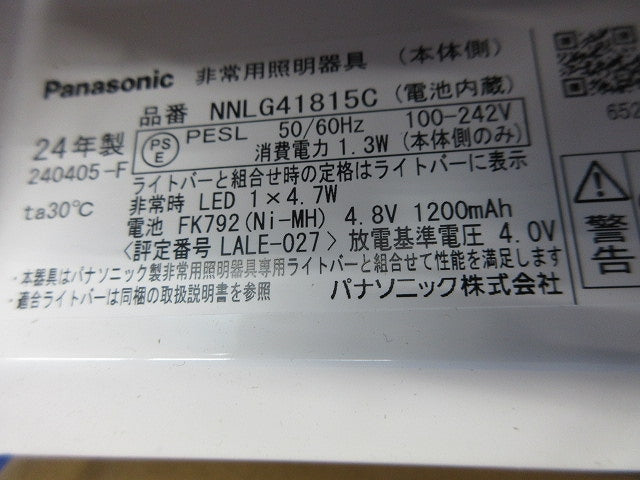 Panasonic 非常用照明器具 (本体側)
品番 NNLG41815C (電池内蔵)
24年製
240405-F
ta30℃
PS E PESL 50/60Hz 100-242V
消費電力 1.3W (本体側のみ)
ライトバーと組合せ時の定格はライトバーに表示
非常時 LED 1×4.7W
電池 FK792(Ni-MH) 4.8V 1200mAh
<評定番号 LALE-027> 放電基準電圧 4.0V
・本器具はパナソニック製非常用照明器具専用ライトバーと組合せて性能を満足します
・適合ライトバーは同梱の取扱説明書を参照
パナソニック株式会社
652
警告